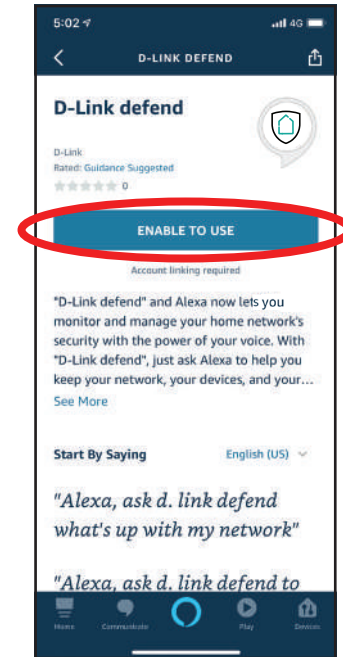 5:02
4G
D-LINK DEFEND
D-Link defend
D-Link
Rated: Guidance Suggested
0
ENABLE TO USE
Account linking required
"D-Link defend" and Alexa now lets you
monitor and manage your home network's
security with the power of your voice. With
"D-Link defend", just ask Alexa to help you
keep your network, your devices, and your...
See More
Start By Saying English (US)
"Alexa, ask d. link defend
what's up with my network"
"Alexa, ask d. link defend to
Home Communicate Play Devices